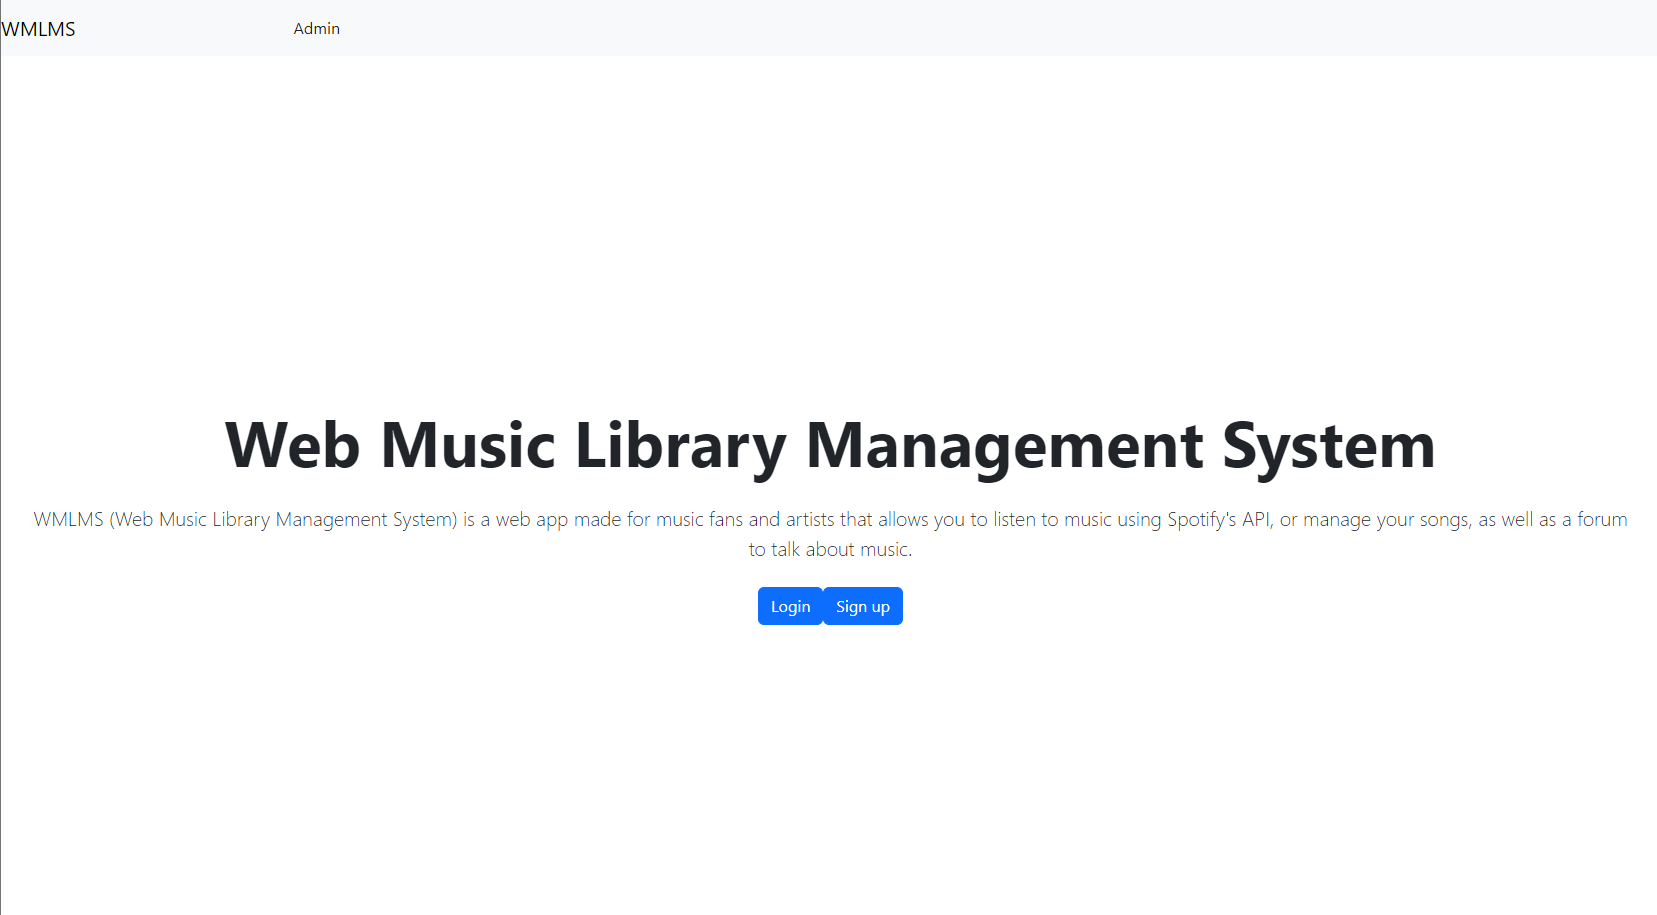 WMLMS Admin
Web Music Library Management System
WMLMS (Web Music Library Management System) is a web app made for music fans and artists that allows you to listen to music using Spotify's API, or manage your songs, as well as a forum
to talk about music.
Login Sign up